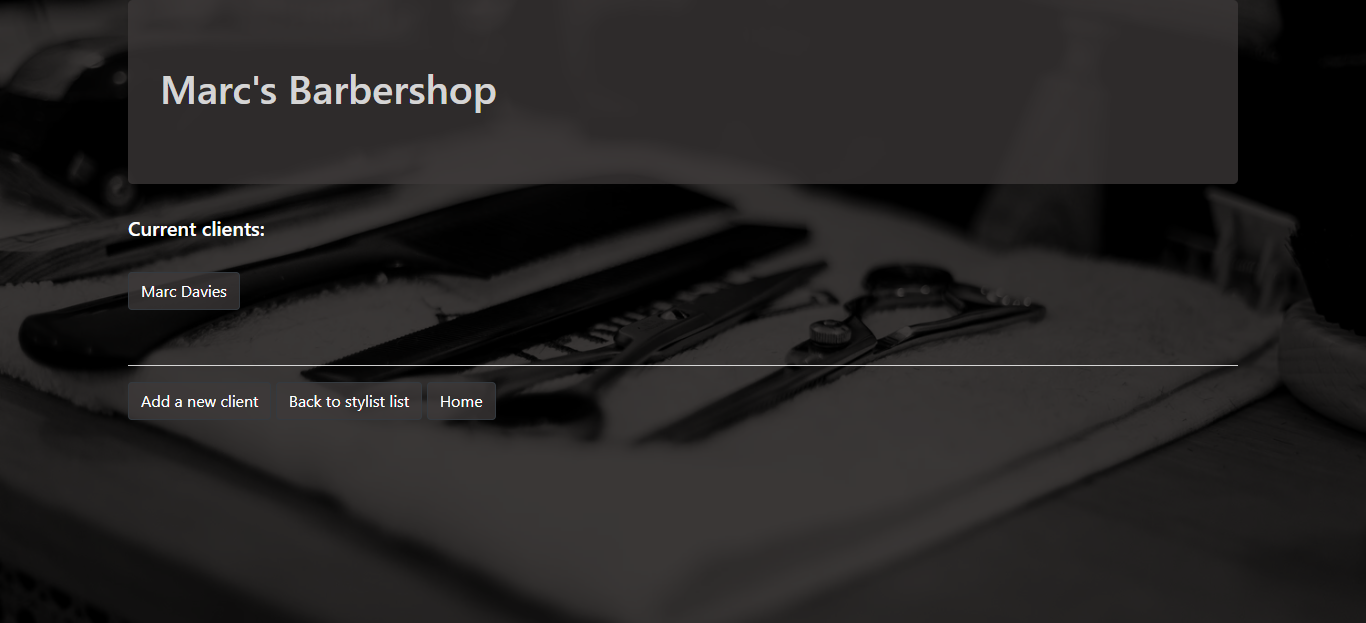 Marc's Barbershop
Current clients:
Marc Davies
Add a new client Back to stylist list Home